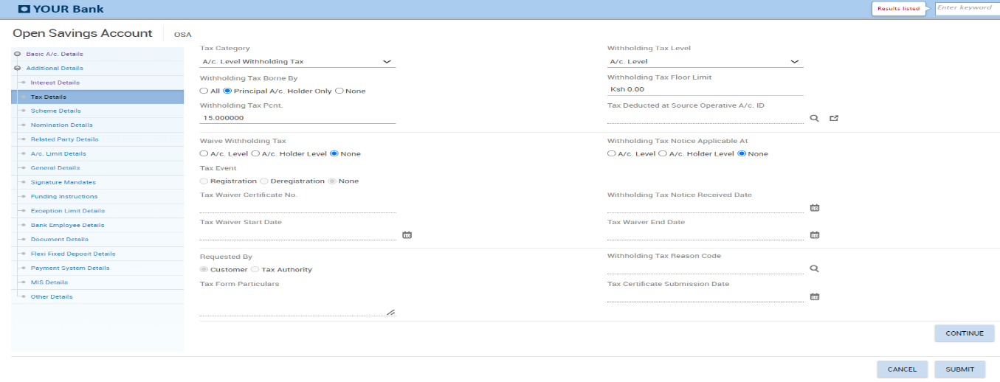 YOUR Bank
Results listed
Enter keyword
Open Savings Account
OSA
Basic A/c. Details
Additional Details
Interest Details
Tax Details
Scheme Details
Nomination Details
Related Party Details
A/c. Limit Details
General Details
Signature Mandates
Funding Instructions
Exception Limit Details
Bank Employee Details
Document Details
Flexi Fixed Deposit Details
Payment System Details
MIS Details
Other Details
Tax Category
A/c. Level Withholding Tax
Withholding Tax Level
A/c. Level
Withholding Tax Borne By
All Principal A/c. Holder Only None
Withholding Tax Floor Limit
Ksh 0.00
Withholding Tax Pcnt.
15.000000
Tax Deducted at Source Operative A/c. ID
Waive Withholding Tax
A/c. Level A/c. Holder Level None
Withholding Tax Notice Applicable At
A/c. Level A/c. Holder Level None
Tax Event
Registration Deregistration None
Tax Waiver Certificate No.
Withholding Tax Notice Received Date
Tax Waiver Start Date
Tax Waiver End Date
Requested By
Customer Tax Authority
Withholding Tax Reason Code
Tax Form Particulars
Tax Certificate Submission Date
CONTINUE
CANCEL
SUBMIT